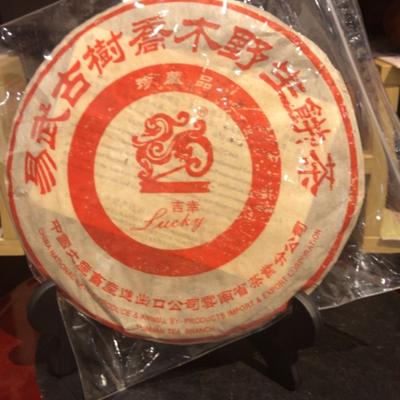 易武古樹喬木野生餅茶
珍藏品
®
吉幸
Lucky
中國土產畜產進出口公司雲南省茶葉分公司
CHINA NATIONAL PRODUCE & ANIMAL BY-PRODUCTS IMPORT & EXPORT CORPORATION
YUNNAN TEA BRANCH